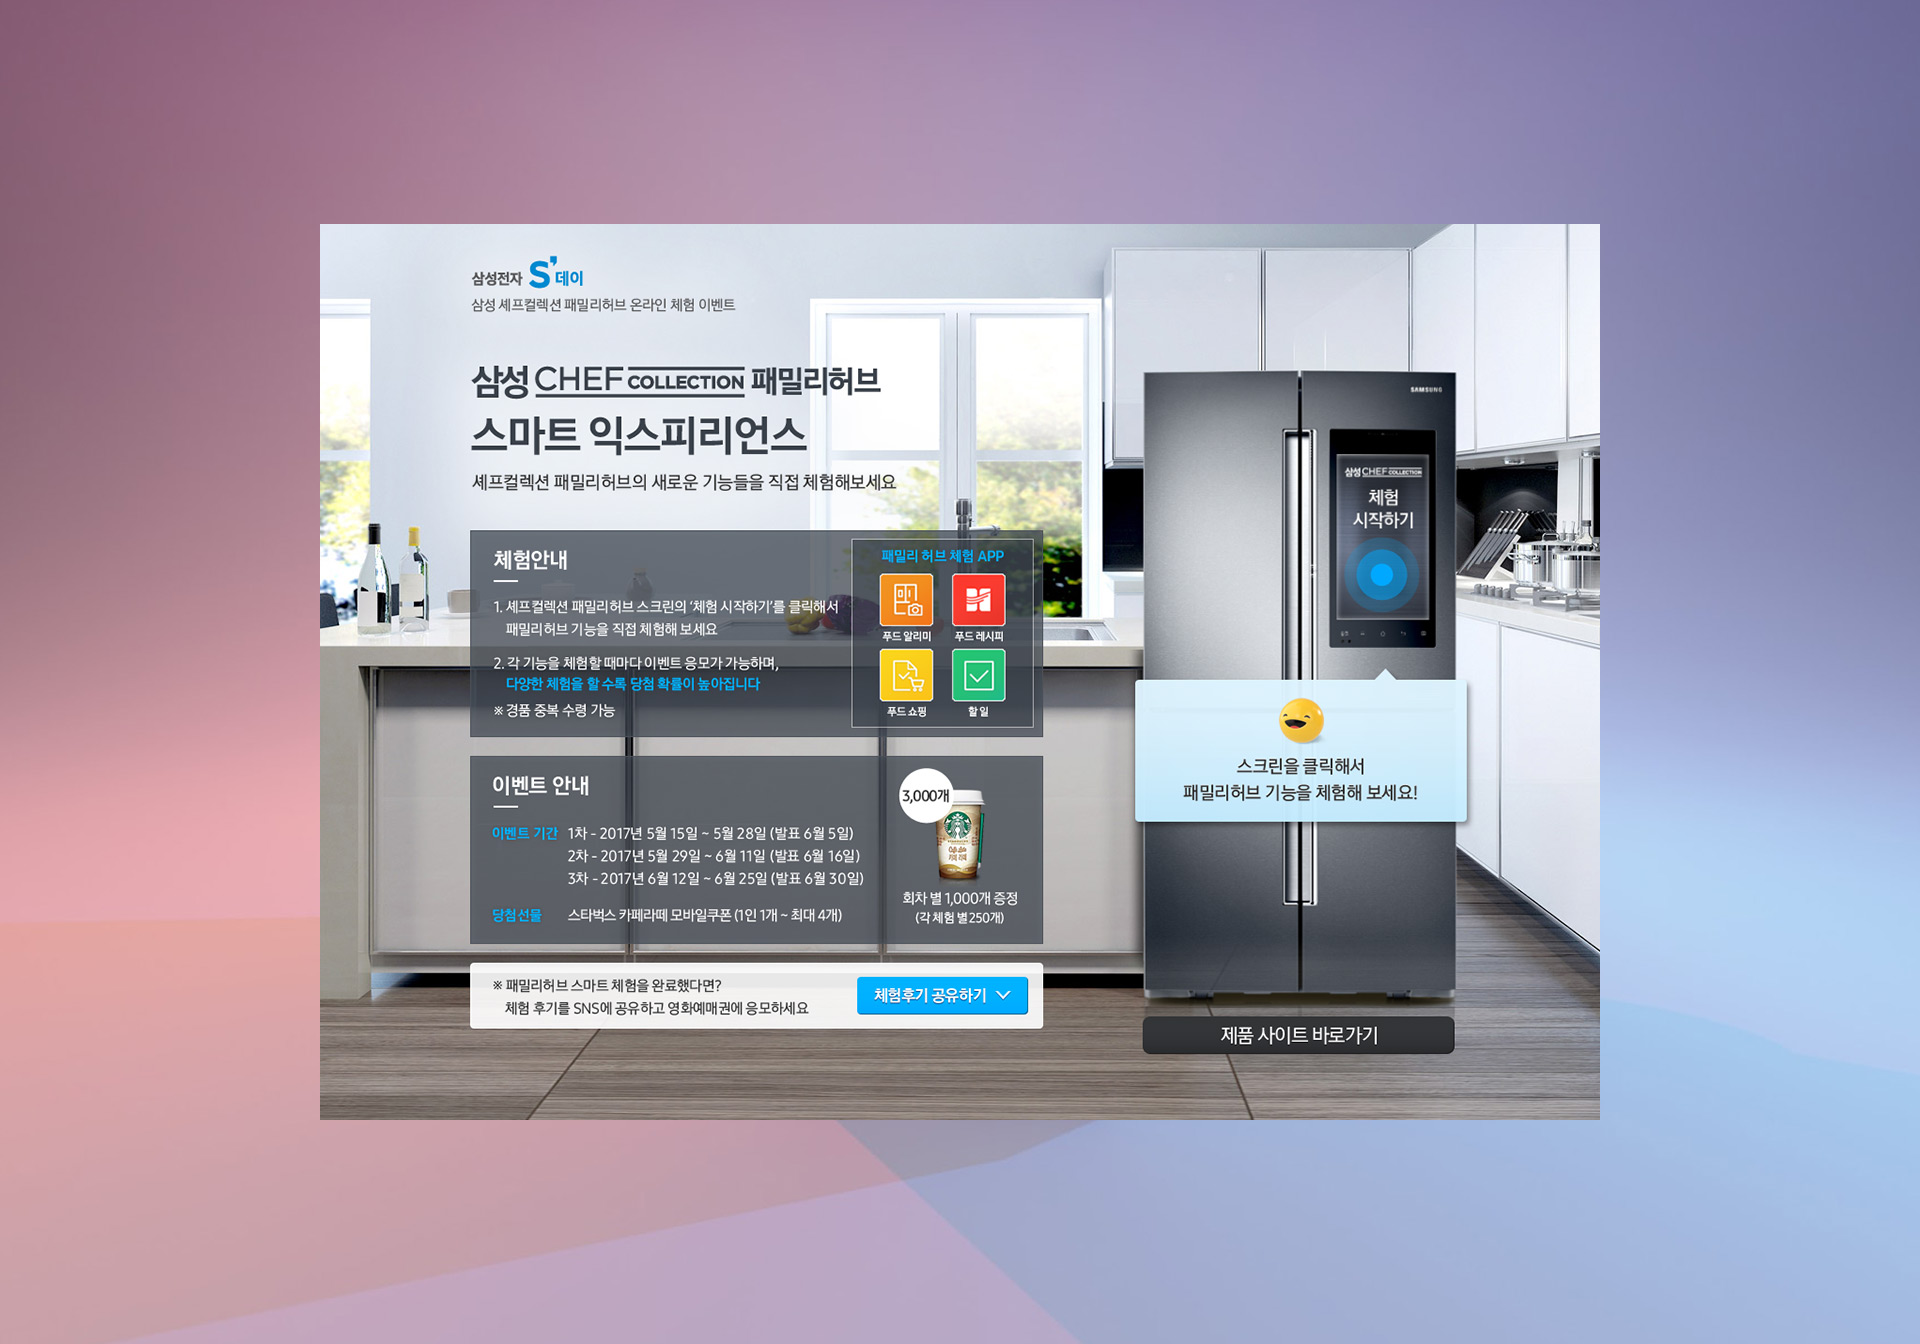 삼성전자 S'데이
삼성 셰프컬렉션 패밀리허브 온라인 체험 이벤트
삼성 CHEF COLLECTION 패밀리허브
스마트 익스피리언스
셰프컬렉션 패밀리허브의 새로운 기능들을 직접 체험해보세요
체험안내
1. 셰프컬렉션 패밀리허브 스크린의 '체험 시작하기'를 클릭해서
패밀리허브 기능을 직접 체험해 보세요
2. 각 기능을 체험할 때마다 이벤트 응모가 가능하며,
다양한 체험을 할 수록 당첨 확률이 높아집니다
※ 경품 중복 수령 가능
패밀리 허브 체험 APP
푸드 알리미
푸드 레시피
푸드 쇼핑
할 일
이벤트 안내
이벤트 기간 1차 - 2017년 5월 15일 ~ 5월 28일 (발표 6월 5일)
2차 - 2017년 5월 29일 ~ 6월 11일 (발표 6월 16일)
3차 - 2017년 6월 12일 ~ 6월 25일 (발표 6월 30일)
당첨선물 스타벅스 카페라떼 모바일쿠폰 (1인 1개 ~ 최대 4개)
3,000개
회차 별 1,000개 증정
(각 체험 별 250개)
※ 패밀리허브 스마트 체험을 완료했다면?
체험 후기를 SNS에 공유하고 영화예매권에 응모하세요
체험후기 공유하기
SAMSUNG
삼성 CHEF COLLECTION
체험
시작하기
스크린을 클릭해서
패밀리허브 기능을 체험해 보세요!
제품 사이트 바로가기